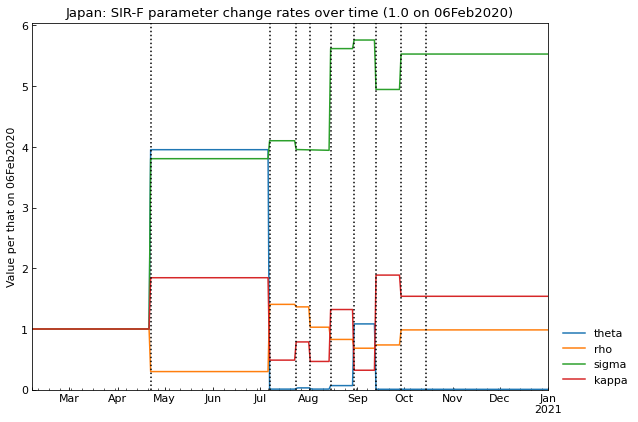 Japan: SIR-F parameter change rates over time (1.0 on 06Feb2020)
Value per that on 06Feb2020
6
5
4
3
2
1
0
Mar Apr May Jun Jul Aug Sep Oct Nov Dec Jan
2021
theta
rho
sigma
kappa